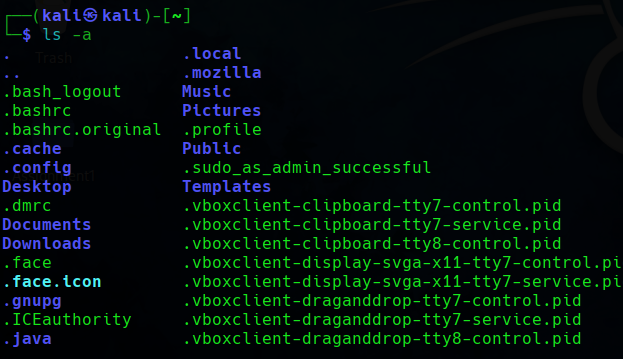 ┌──(kali㉿kali)-[~]
└─$ ls -a
. .local
.. .mozilla
.bash_logout Music
.bashrc Pictures
.bashrc.original .profile
.cache Public
.config .sudo_as_admin_successful
Desktop Templates
.dmrc .vboxclient-clipboard-tty7-control.pid
Documents .vboxclient-clipboard-tty7-service.pid
Downloads .vboxclient-clipboard-tty8-control.pid
.face .vboxclient-display-svga-x11-tty7-control.pi
.face.icon .vboxclient-display-svga-x11-tty7-service.pi
.gnupg .vboxclient-draganddrop-tty7-control.pid
.ICEauthority .vboxclient-draganddrop-tty7-service.pid
.java .vboxclient-draganddrop-tty8-control.pid
Trash